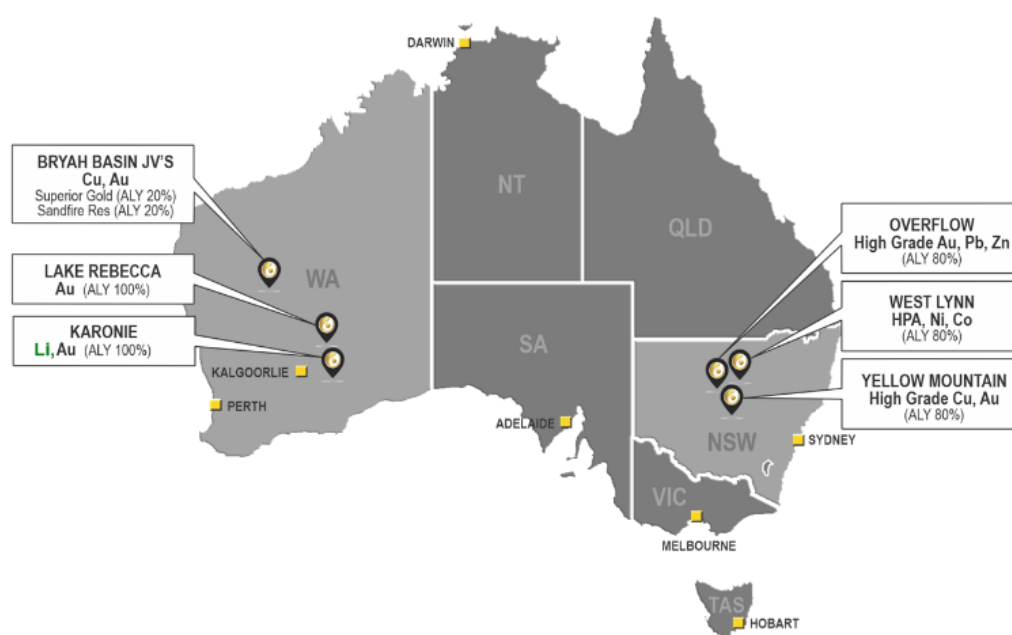 DARWIN
BRYAH BASIN JV'S
Cu, Au
Superior Gold (ALY 20%)
Sandfire Res (ALY 20%)
LAKE REBECCA
Au (ALY 100%)
KARONIE
Li, Au (ALY 100%)
KALGOORLIE
PERTH
WA
NT
QLD
SA
ADELAIDE
OVERFLOW
High Grade Au, Pb, Zn
(ALY 80%)
WEST LYNN
HPA, Ni, Co
(ALY 80%)
YELLOW MOUNTAIN
High Grade Cu, Au
(ALY 80%)
NSW
SYDNEY
VIC
MELBOURNE
TAS
HOBART